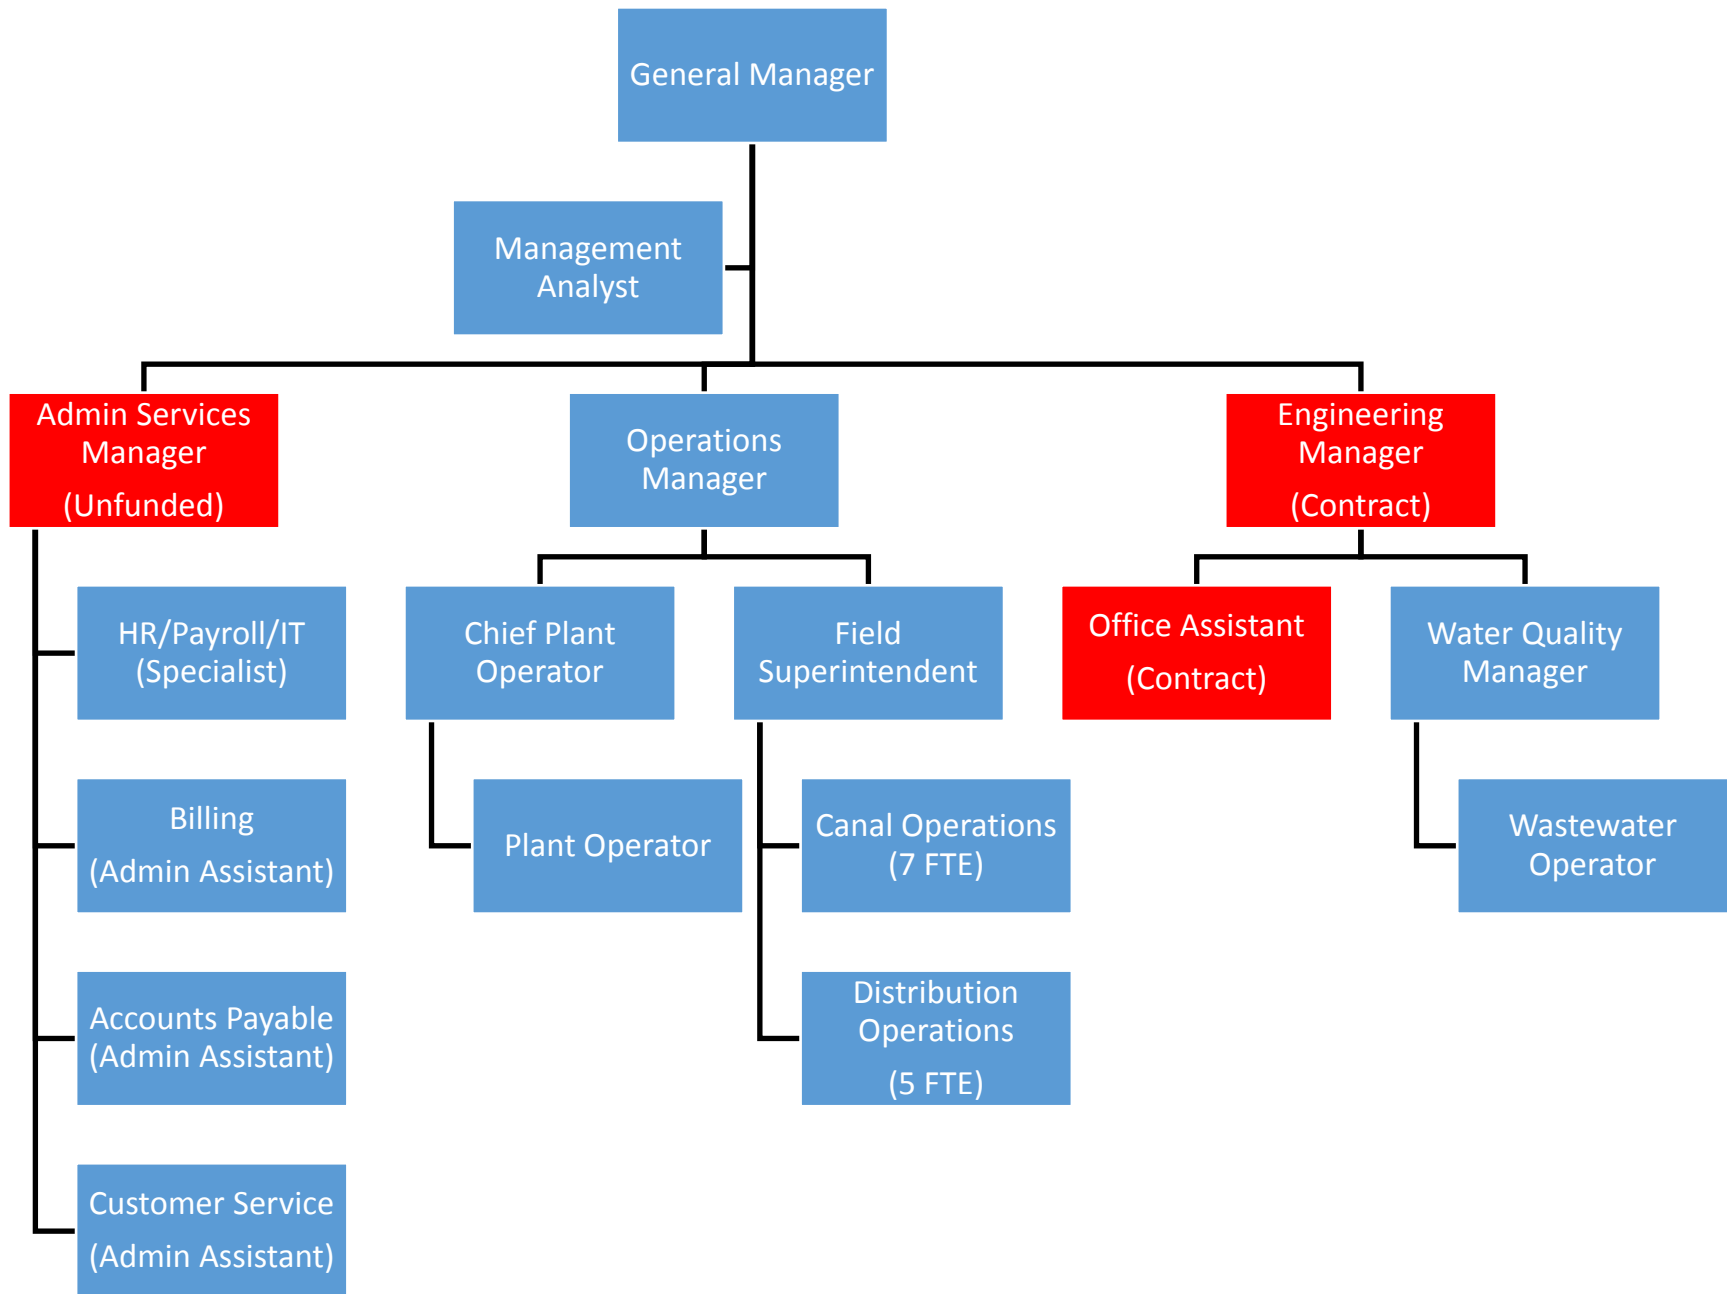 General Manager
Management
Analyst
Admin Services
Manager
(Unfunded)
Operations
Manager
Engineering
Manager
(Contract)
HR/Payroll/IT
(Specialist)
Chief Plant
Operator
Field
Superintendent
Office Assistant
(Contract)
Water Quality
Manager
Billing
(Admin Assistant)
Plant Operator
Canal Operations
(7 FTE)
Wastewater
Operator
Accounts Payable
(Admin Assistant)
Distribution
Operations
(5 FTE)
Customer Service
(Admin Assistant)